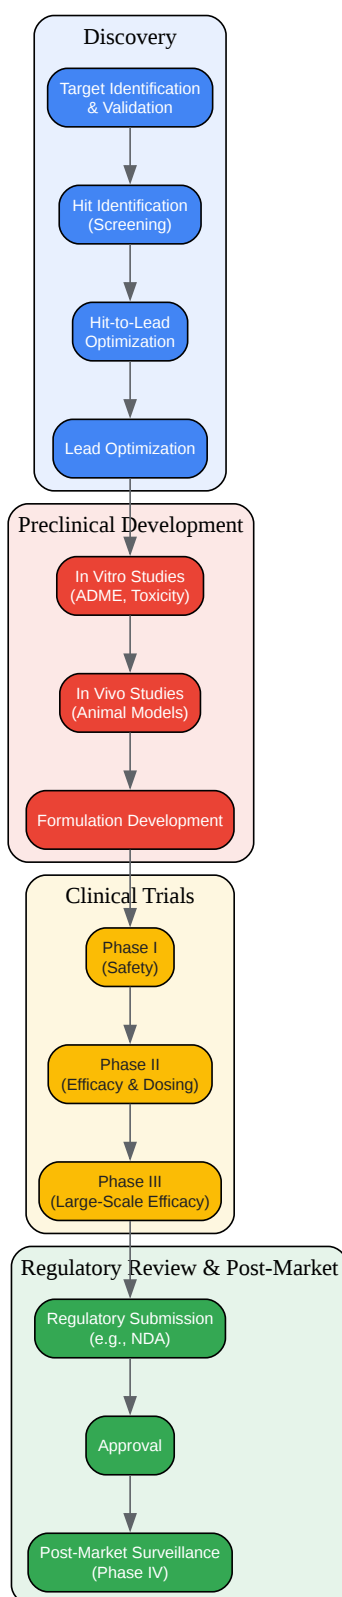 Discovery
Target Identification
& Validation
Hit Identification
(Screening)
Hit-to-Lead
Optimization
Lead Optimization
Preclinical Development
In Vitro Studies
(ADME, Toxicity)
In Vivo Studies
(Animal Models)
Formulation Development
Clinical Trials
Phase I
(Safety)
Phase II
(Efficacy & Dosing)
Phase III
(Large-Scale Efficacy)
Regulatory Review & Post-Market
Regulatory Submission
(e.g., NDA)
Approval
Post-Market Surveillance
(Phase IV)